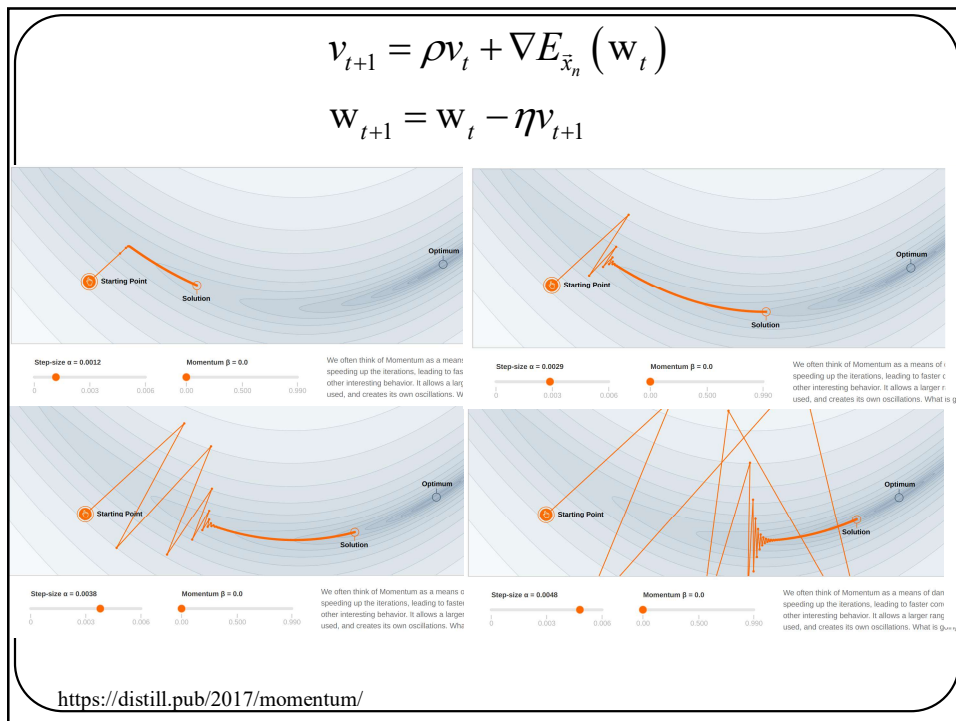 v_{t+1} = ρv_t + ∇E_{\vec{x}_n}(w_t)
w_{t+1} = w_t − ηv_{t+1}
Optimum
Starting Point
Solution
Step-size α = 0.0012
Momentum β = 0.0
0 0.003 0.006
0.00 0.500 0.990
We often think of Momentum as a means
speeding up the iterations, leading to fas
other interesting behavior. It allows a larg
used, and creates its own oscillations. W
Optimum
Starting Point
Solution
Step-size α = 0.0029
Momentum β = 0.0
0 0.003 0.006
0.00 0.500 0.990
We often think of Momentum as a means of
speeding up the iterations, leading to faster c
other interesting behavior. It allows a larger r
used, and creates its own oscillations. What is g
Optimum
Starting Point
Solution
Step-size α = 0.0038
Momentum β = 0.0
0 0.003 0.006
0.00 0.500 0.990
We often think of Momentum as a means o
speeding up the iterations, leading to faster
other interesting behavior. It allows a larger
used, and creates its own oscillations. Wha
Optimum
Starting Point
Solution
Step-size α = 0.0048
Momentum β = 0.0
0 0.003 0.006
0.00 0.500 0.990
We often think of Momentum as a means of dan
speeding up the iterations, leading to faster con
other interesting behavior. It allows a larger rang
used, and creates its own oscillations. What is
https://distill.pub/2017/momentum/